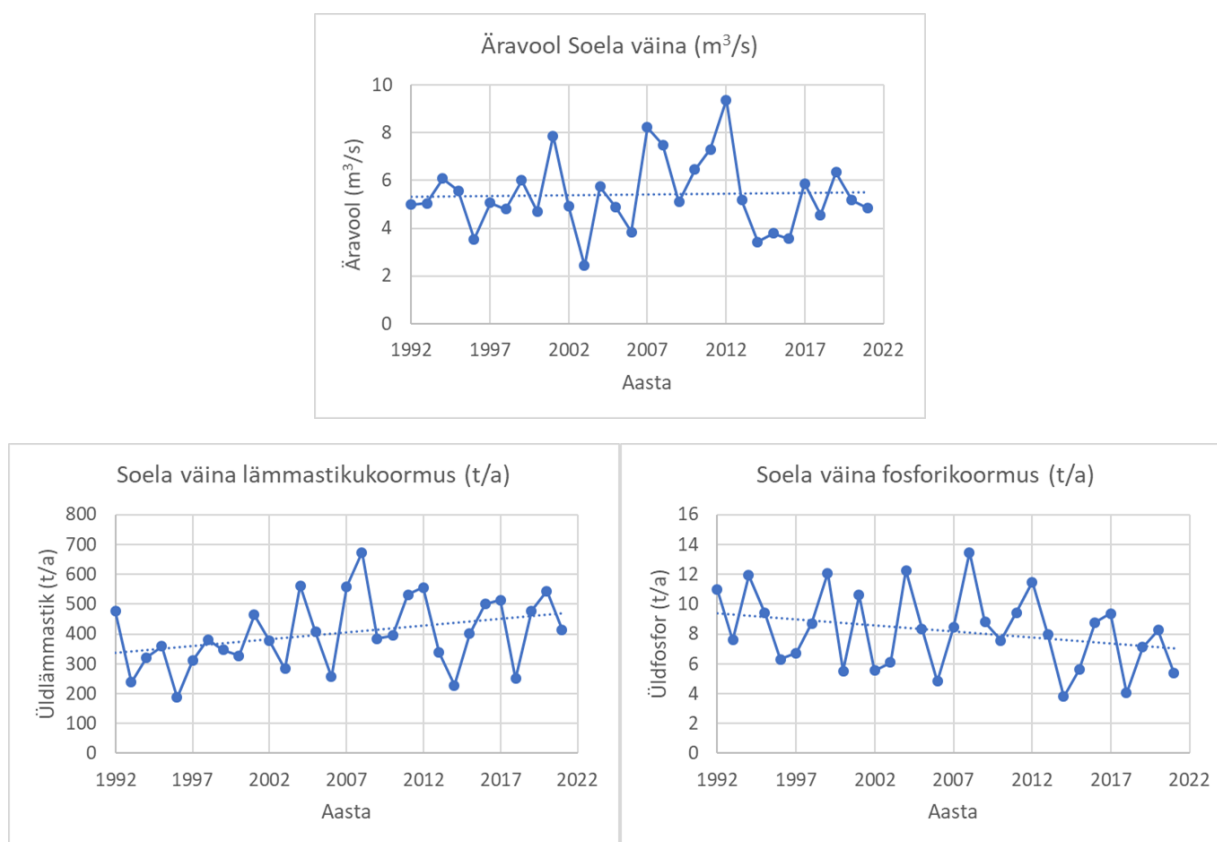 Äravool Soela väina (m³/s)
10
8
6
4
2
0
Äravool (m³/s)
1992 1997 2002 2007 2012 2017 2022
Aasta
Soela väina lämmastikukoormus (t/a)
800
700
600
500
400
300
200
100
0
Üldlämmastik (t/a)
1992 1997 2002 2007 2012 2017 2022
Aasta
Soela väina fosforikoormus (t/a)
16
14
12
10
8
6
4
2
0
Üldfosfor (t/a)
1992 1997 2002 2007 2012 2017 2022
Aasta